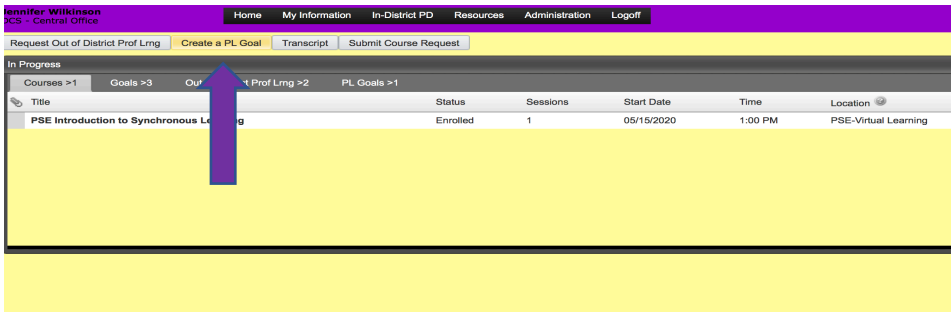 Jennifer Wilkinson
Home My Information In-District PD Resources Administration Logoff
OCS - Central Office
Request Out of District Prof Lrng Create a PL Goal Transcript Submit Course Request
In Progress
Courses >1 Goals >3 Out Prof Lrng >2 PL Goals >1
Title Status Sessions Start Date Time Location
PSE Introduction to Synchronous Enrolled 1 05/15/2020 1:00 PM PSE-Virtual Learning